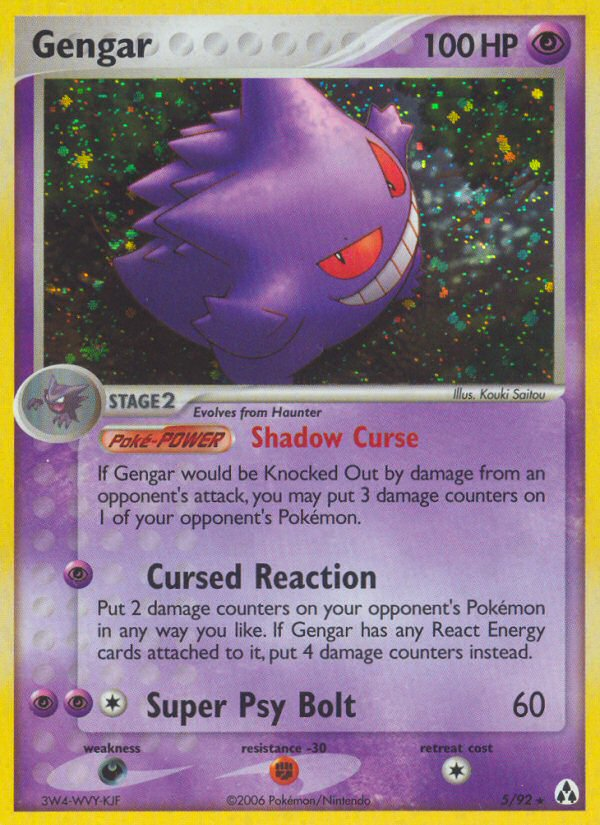 Gengar 100 HP
Illus. Kouki Saitou
STAGE 2
Evolves from Haunter
Poké-POWER Shadow Curse
If Gengar would be Knocked Out by damage from an
opponent's attack, you may put 3 damage counters on
1 of your opponent's Pokémon.
Cursed Reaction
Put 2 damage counters on your opponent's Pokémon
in any way you like. If Gengar has any React Energy
cards attached to it, put 4 damage counters instead.
Super Psy Bolt 60
weakness resistance -30 retreat cost
3W4-WVY-KJF ©2006 Pokémon/Nintendo 5/92 ★